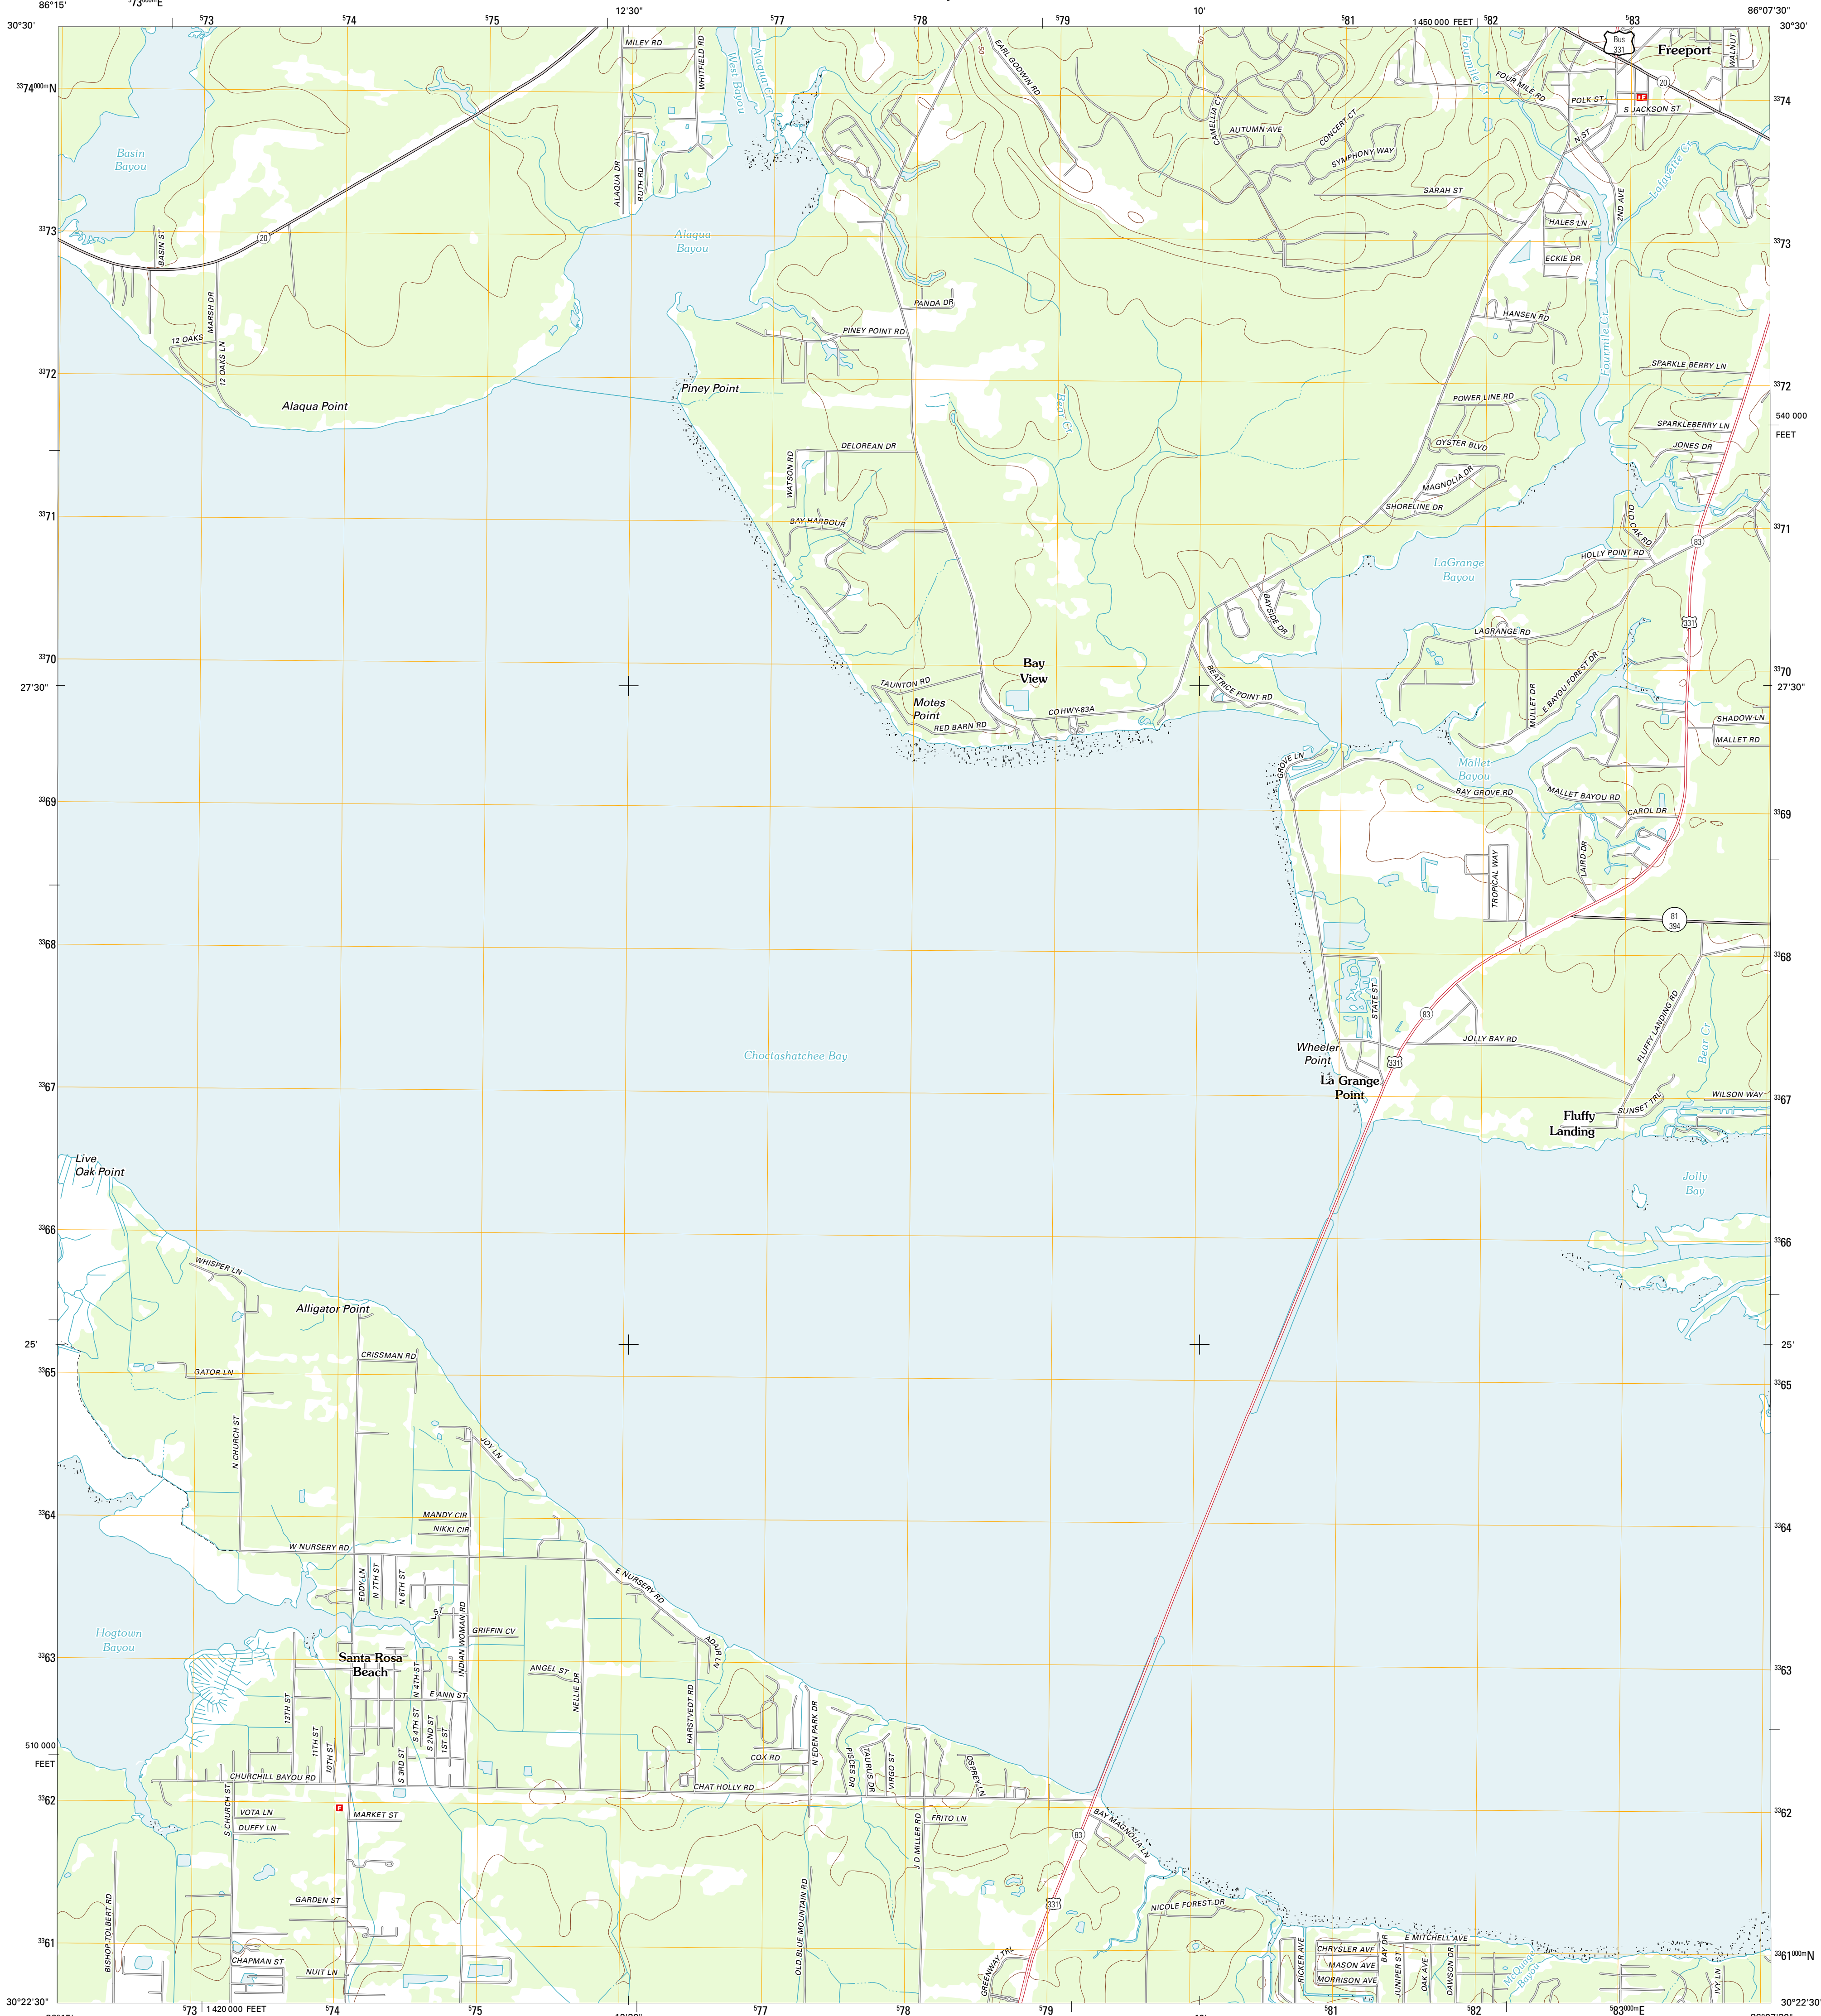 86°15'
⁵73⁰⁰⁰ᵐE
⁵73
⁵74
⁵75
12'30"
⁵77
⁵78
⁵79
10'
⁵81
1 450 000 FEET
⁵82
⁵83
86°07'30"
30°30'
30°30'
MILEY RD
WHITFIELD RD
West Bayou
Alaqua Cr
EARL GODWIN RD
50
50
Fourmile Cr
Bus
331
Freeport
WALNUT
³³74⁰⁰⁰ᵐN
FOUR MILE RD
20
POLK ST
F
S JACKSON ST
³³74
CAMELLIA CT
AUTUMN AVE
CONCERT CT
SYMPHONY WAY
N ST
Lafayette Cr
Basin
Bayou
ALAQUA DR
RUTH RD
SARAH ST
2ND AVE
HALES LN
³³73
BASIN ST
20
Alaqua
Bayou
ECKIE DR
³³73
MARSH DR
PANDA DR
HANSEN RD
12 OAKS
12 OAKS LN
PINEY POINT RD
Fourmile Cr
SPARKLE BERRY LN
³³72
Piney Point
Alaqua Point
Bear Cr
POWER LINE RD
³³72
540 000
FEET
SPARKLEBERRY LN
DELOREAN DR
WATSON RD
OYSTER BLVD
JONES DR
MAGNOLIA DR
SHORELINE DR
³³71
BAY HARBOUR
OLD OAK RD
³³71
83
HOLLY POINT RD
LaGrange
Bayou
BAYSIDE DR
331
LAGRANGE RD
³³70
Bay
View
³³70
27'30"
TAUNTON RD
BEATRICE POINT RD
MULLET DR
E BAYOU FOREST DR
27'30"
Motes
Point
CO HWY-83A
RED BARN RD
SHADOW LN
MALLET RD
GROVE LN
Mallet
Bayou
BAY GROVE RD
MALLET BAYOU RD
³³69
CAROL DR
³³69
LAIRD DR
TROPICAL WAY
81
394
³³68
³³68
STATE ST
83
FLUFFY LANDING RD
Bear Cr
Choctashatchee Bay
Wheeler
Point
JOLLY BAY RD
331
La Grange
Point
³³67
WILSON WAY
³³67
SUNSET TRL
Fluffy
Landing
Live
Oak Point
Jolly
Bay
³³66
³³66
WHISPER LN
Alligator Point
25'
25'
CRISSMAN RD
³³65
GATOR LN
³³65
N CHURCH ST
JOY LN
³³64
MANDY CIR
NIKKI CIR
³³64
W NURSERY RD
EDDY LN
N 7TH ST
N 6TH ST
E NURSERY RD
L ST
INDIAN WOMAN RD
GRIFFIN CV
Hogtown
Bayou
ADAIR LN
³³63
Santa Rosa
Beach
ANGEL ST
N 4TH ST
³³63
NELLIE DR
E ANN ST
HARSTVEDT RD
N EDEN PARK DR
13TH ST
11TH ST
10TH ST
S 4TH ST
S 2ND ST
1ST ST
S 3RD ST
510 000
FEET
COX RD
PISCES DR
TAURUS DR
VIRGO ST
OSPREY LN
CHURCHILL BAYOU RD
CHAT HOLLY RD
³³62
S CHURCH ST
VOTA LN
F
MARKET ST
DUFFY LN
FRITO LN
BAY MAGNOLIA LN
³³62
83
J D MILLER RD
GARDEN ST
BISHOP-TOLBERT RD
OLD BLUE MOUNTAIN RD
331
NICOLE FOREST DR
³³61
CHAPMAN ST
NUIT LN
GREENWAY TRL
RICKER AVE
CHRYSLER AVE
MASON AVE
MORRISON AVE
BAY DR
JUNIPER ST
E MITCHELL AVE
OAK AVE
DAWSON DR
McQuage
Bayou
IVY LN
³³61⁰⁰⁰ᵐN
30°22'30"
⁵73
1 420 000 FEET
⁵74
⁵75
⁵77
⁵78
⁵79
⁵81
⁵82
⁵83⁰⁰⁰ᵐE
30°22'30"